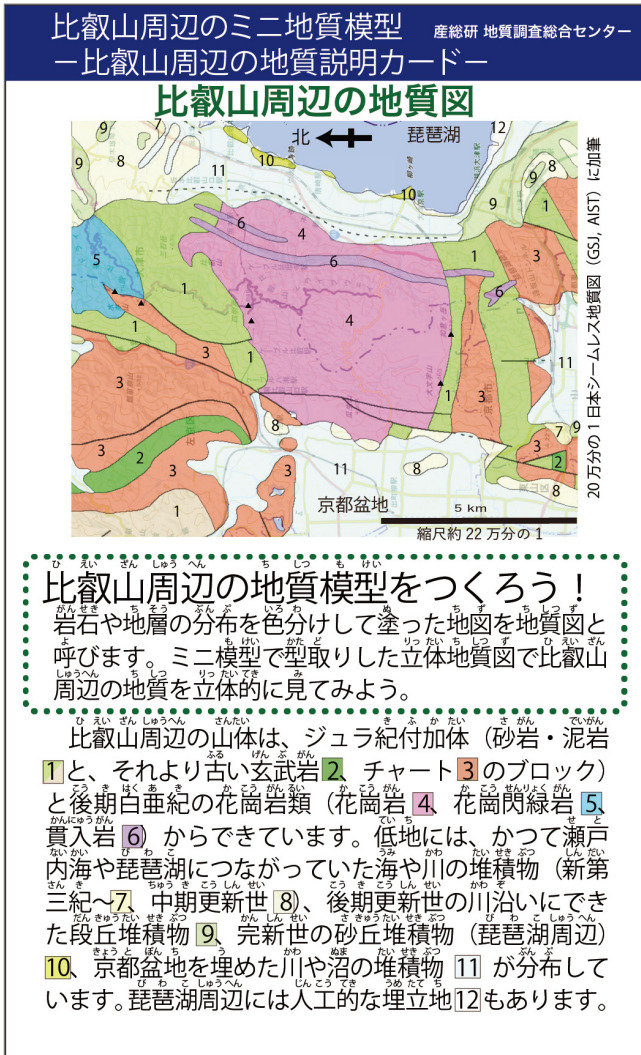 比叡山周辺のミニ地質模型 産総研 地質調査総合センター
－比叡山周辺の地質説明カード－
比叡山周辺の地質図
北
琵琶湖
京都盆地
5 km
縮尺約 22 万分の 1
20 万分の 1 日本シームレス地質図（GSJ, AIST）に加筆
比叡山周辺の地質模型をつくろう！
岩石や地層の分布を色分けして塗った地図を地質図と
呼びます。ミニ模型で型取りした立体地質図で比叡山
周辺の地質を立体的に見てみよう。
比叡山周辺の山体は、ジュラ紀付加体（砂岩・泥岩
1 と、それより古い玄武岩 2、チャート 3 のブロック）
と後期白亜紀の花崗岩類（花崗岩 4、花崗閃緑岩 5、
貫入岩 6）からできています。低地には、かつて瀬戸
内海や琵琶湖につながっていた海や川の堆積物（新第
三紀～7、中期更新世 8）、後期更新世の川沿いにでき
た段丘堆積物 9、完新世の砂丘堆積物（琵琶湖周辺）
10、京都盆地を埋めた川や沼の堆積物 11 が分布して
います。琵琶湖周辺には人工的な埋立地 12 もあります。